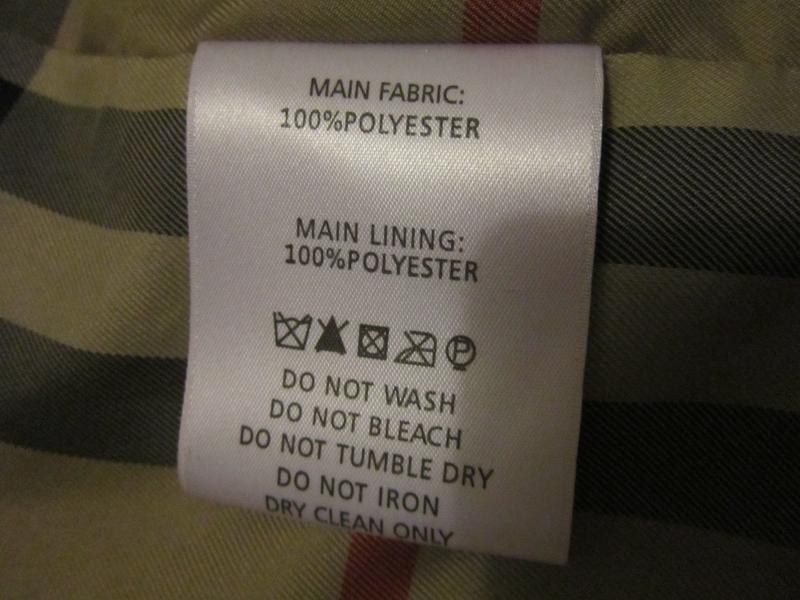 MAIN FABRIC:
100%POLYESTER
MAIN LINING:
100%POLYESTER
P
DO NOT WASH
DO NOT BLEACH
DO NOT TUMBLE DRY
DO NOT IRON
DRY CLEAN ONLY